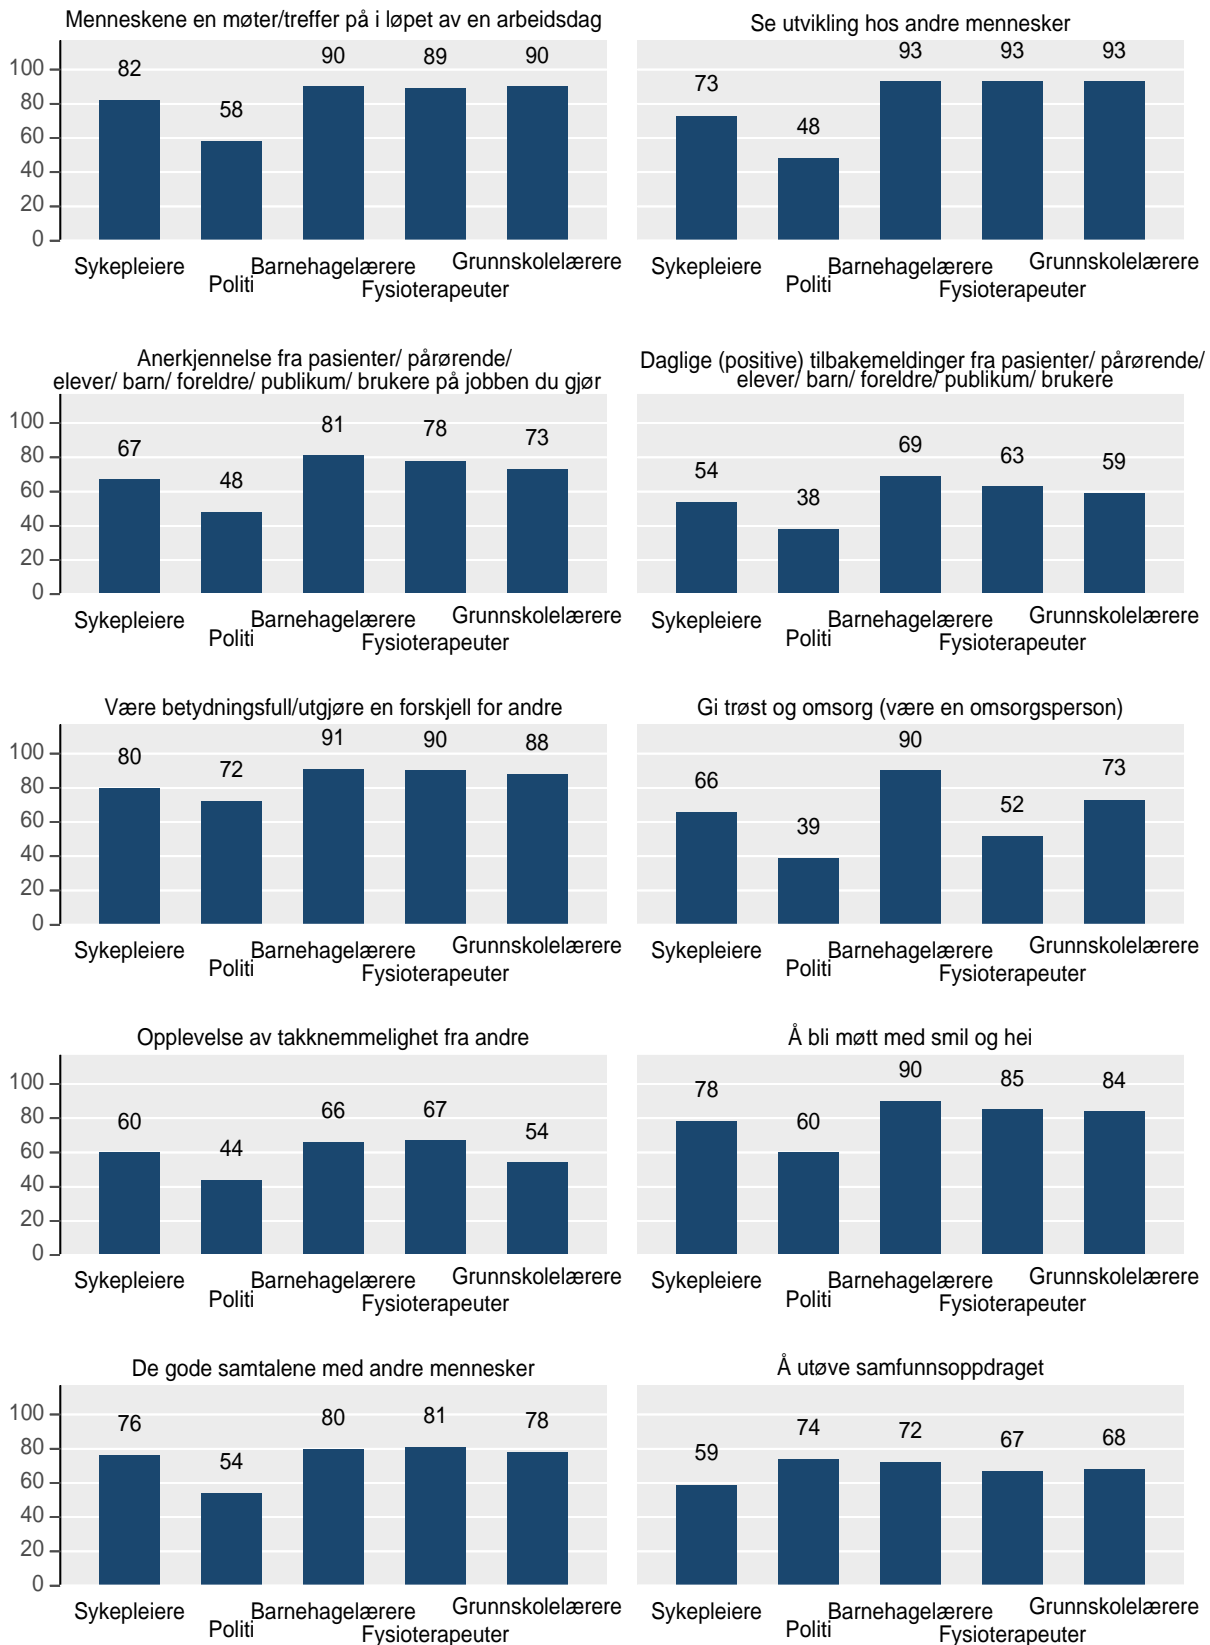 Menneskene en møter/treffer på i løpet av en arbeidsdag
100
80
60
40
20
0
82
58
90
89
90
Sykepleiere
Politi
Barnehagelærere
Fysioterapeuter
Grunnskolelærere
Se utvikling hos andre mennesker
73
48
93
93
93
Sykepleiere
Politi
Barnehagelærere
Fysioterapeuter
Grunnskolelærere
Anerkjennelse fra pasienter/ pårørende/
elever/ barn/ foreldre/ publikum/ brukere på jobben du gjør
100
80
60
40
20
0
67
48
81
78
73
Sykepleiere
Politi
Barnehagelærere
Fysioterapeuter
Grunnskolelærere
Daglige (positive) tilbakemeldinger fra pasienter/ pårørende/
elever/ barn/ foreldre/ publikum/ brukere
54
38
69
63
59
Sykepleiere
Politi
Barnehagelærere
Fysioterapeuter
Grunnskolelærere
Være betydningsfull/utgjøre en forskjell for andre
100
80
60
40
20
0
80
72
91
90
88
Sykepleiere
Politi
Barnehagelærere
Fysioterapeuter
Grunnskolelærere
Gi trøst og omsorg (være en omsorgsperson)
66
39
90
52
73
Sykepleiere
Politi
Barnehagelærere
Fysioterapeuter
Grunnskolelærere
Opplevelse av takknemmelighet fra andre
100
80
60
40
20
0
60
44
66
67
54
Sykepleiere
Politi
Barnehagelærere
Fysioterapeuter
Grunnskolelærere
Å bli møtt med smil og hei
78
60
90
85
84
Sykepleiere
Politi
Barnehagelærere
Fysioterapeuter
Grunnskolelærere
De gode samtalene med andre mennesker
100
80
60
40
20
0
76
54
80
81
78
Sykepleiere
Politi
Barnehagelærere
Fysioterapeuter
Grunnskolelærere
Å utøve samfunnsoppdraget
59
74
72
67
68
Sykepleiere
Politi
Barnehagelærere
Fysioterapeuter
Grunnskolelærere